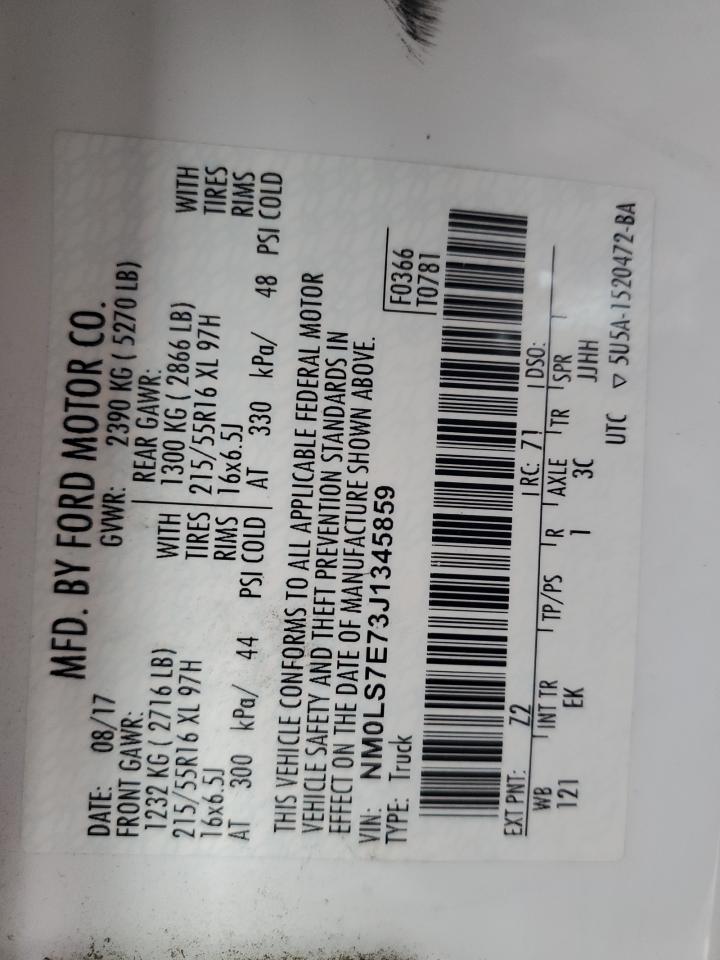 MFD. BY FORD MOTOR CO.
DATE: 08/17 GVWR: 2390 KG ( 5270 LB)
FRONT GAWR: REAR GAWR:
1232 KG ( 2716 LB) WITH 1300 KG ( 2866 LB) WITH
215/55R16 XL 97H TIRES 215/55R16 XL 97H TIRES
16x6.5J RIMS 16x6.5J RIMS
AT 300 kPa/ 44 PSI COLD AT 330 kPa/ 48 PSI COLD
THIS VEHICLE CONFORMS TO ALL APPLICABLE FEDERAL MOTOR
VEHICLE SAFETY AND THEFT PREVENTION STANDARDS IN
EFFECT ON THE DATE OF MANUFACTURE SHOWN ABOVE.
VIN: NM0LS7E73J1345859
TYPE: Truck
F0366
T0781
EXT PNT: Z2 RC: 71 DSO:
WB INT TR TP/PS R AXLE TR SPR
121 EK 1 3C JJHH
UTC ▽ 5U5A-1520472-BA